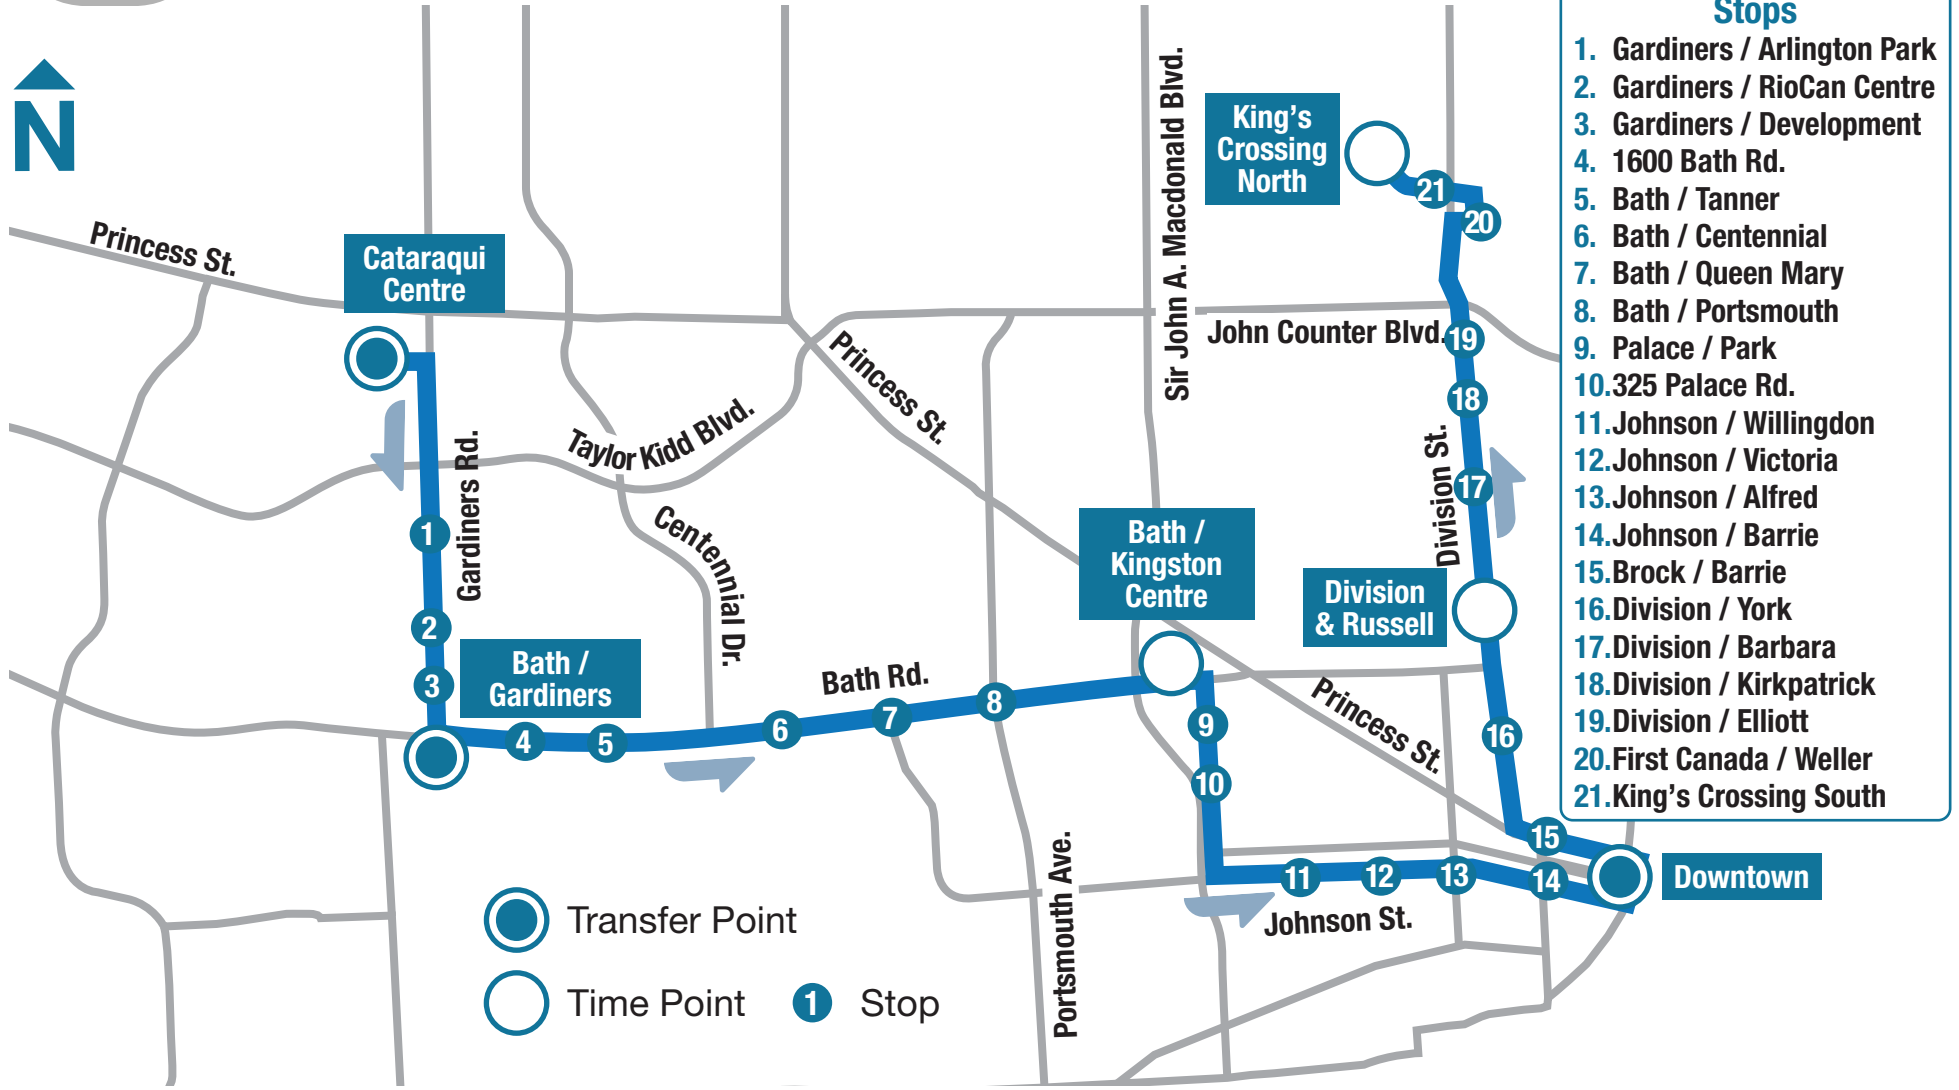 Stops
1. Gardiners / Arlington Park
2. Gardiners / RioCan Centre
3. Gardiners / Development
4. 1600 Bath Rd.
5. Bath / Tanner
6. Bath / Centennial
7. Bath / Queen Mary
8. Bath / Portsmouth
9. Palace / Park
10. 325 Palace Rd.
11. Johnson / Willingdon
12. Johnson / Victoria
13. Johnson / Alfred
14. Johnson / Barrie
15. Brock / Barrie
16. Division / York
17. Division / Barbara
18. Division / Kirkpatrick
19. Division / Elliott
20. First Canada / Weller
21. King's Crossing South
N
Princess St.
Cataraqui
Centre
Gardiners Rd.
Taylor Kidd Blvd.
Centennial Dr.
Princess St.
Sir John A. Macdonald Blvd.
King's
Crossing
North
John Counter Blvd.
Division St.
Bath /
Kingston
Centre
Division
& Russell
Bath /
Gardiners
Bath Rd.
Princess St.
Portsmouth Ave.
Johnson St.
Downtown
1
2
3
4
5
6
7
8
9
10
11
12
13
14
15
16
17
18
19
20
21
Transfer Point
Time Point
1 Stop